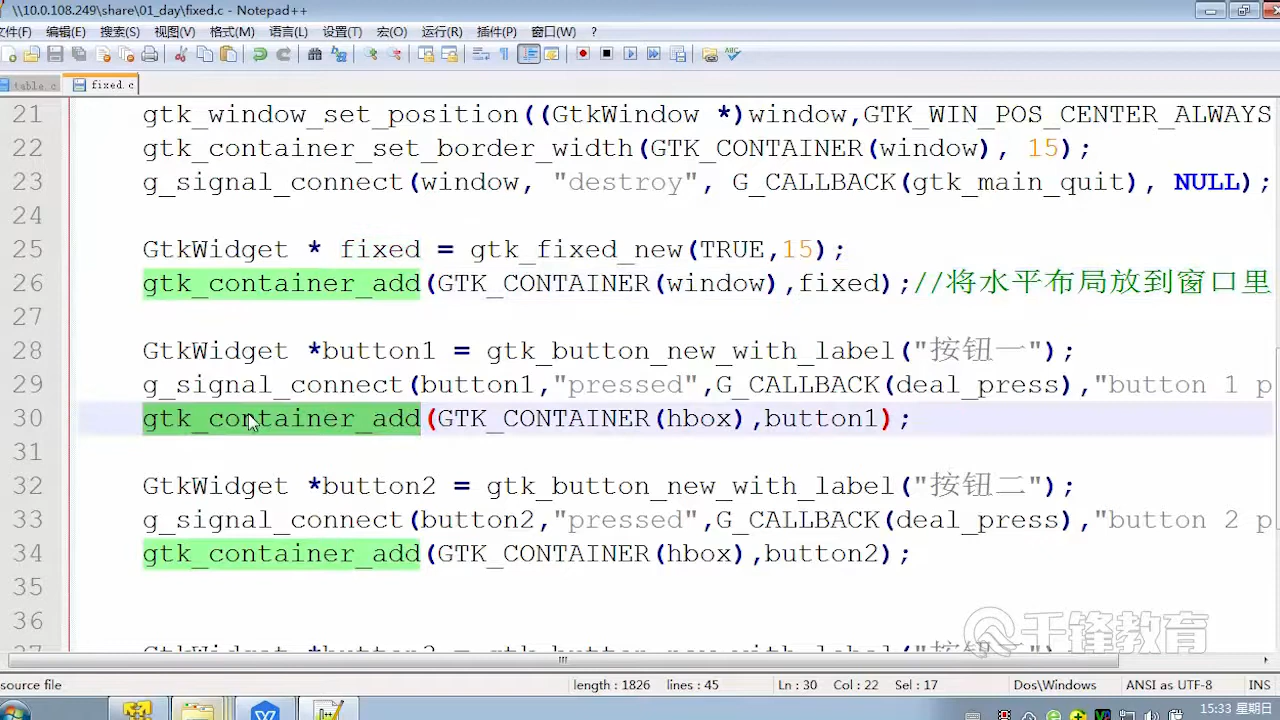 \\10.0.108.249\share\01_day\fixed.c - Notepad++
文件(F) 编辑(E) 搜索(S) 视图(V) 格式(M) 语言(L) 设置(T) 宏(O) 运行(R) 插件(P) 窗口(W) ?
table.c fixed.c
21 gtk_window_set_position((GtkWindow *)window,GTK_WIN_POS_CENTER_ALWAYS
22 gtk_container_set_border_width(GTK_CONTAINER(window), 15);
23 g_signal_connect(window, "destroy", G_CALLBACK(gtk_main_quit), NULL);
24
25 GtkWidget * fixed = gtk_fixed_new(TRUE,15);
26 gtk_container_add(GTK_CONTAINER(window),fixed);//将水平布局放到窗口里
27
28 GtkWidget *button1 = gtk_button_new_with_label("按钮一");
29 g_signal_connect(button1,"pressed",G_CALLBACK(deal_press),"button 1 p
30 gtk_container_add(GTK_CONTAINER(hbox),button1);
31
32 GtkWidget *button2 = gtk_button_new_with_label("按钮二");
33 g_signal_connect(button2,"pressed",G_CALLBACK(deal_press),"button 2 p
34 gtk_container_add(GTK_CONTAINER(hbox),button2);
35
36
千锋教育
source file length : 1826 lines : 45 Ln : 30 Col : 22 Sel : 17 Dos\Windows ANSI as UTF-8 INS
15:33 星期日